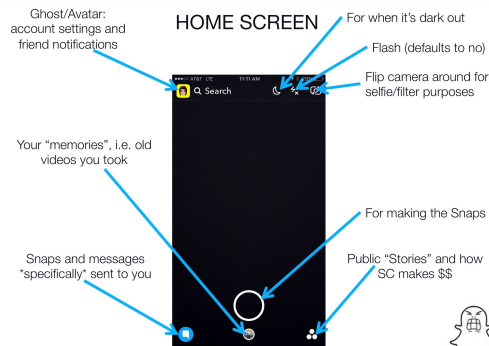 HOME SCREEN
Ghost/Avatar:
account settings and
friend notifications
For when it's dark out
Flash (defaults to no)
Flip camera around for
selfie/filter purposes
AT&T LTE 11:11 AM
Search
Your “memories”, i.e. old
videos you took
For making the Snaps
Snaps and messages
*specifically* sent to you
Public “Stories” and how
SC makes $$